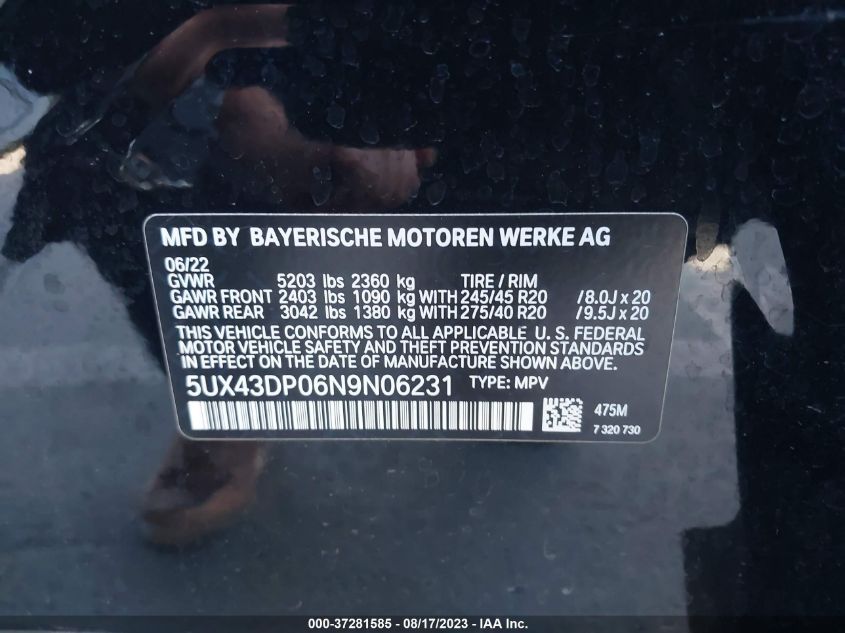 MFD BY BAYERISCHE MOTOREN WERKE AG
06/22
GVWR 5203 lbs 2360 kg TIRE / RIM
GAWR FRONT 2403 lbs 1090 kg WITH 245/45 R20 /8.0J x 20
GAWR REAR 3042 lbs 1380 kg WITH 275/40 R20 /9.5J x 20
THIS VEHICLE CONFORMS TO ALL APPLICABLE U. S. FEDERAL
MOTOR VEHICLE SAFETY AND THEFT PREVENTION STANDARDS
IN EFFECT ON THE DATE OF MANUFACTURE SHOWN ABOVE.
5UX43DP06N9N06231 TYPE: MPV
475M
7 320 730
000-37281585 - 08/17/2023 - IAA Inc.